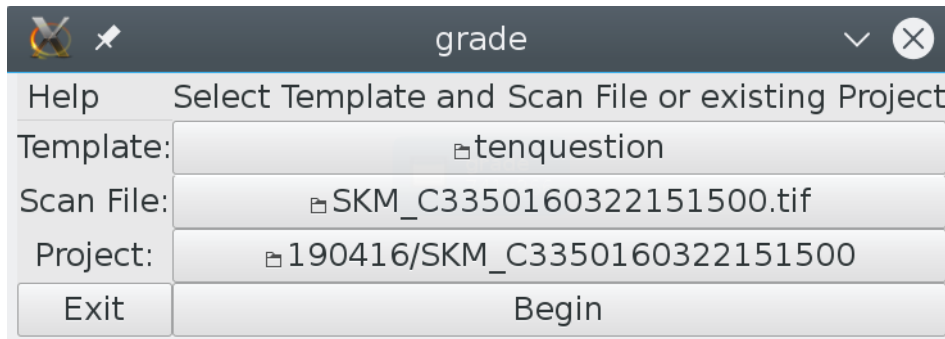 grade
Help Select Template and Scan File or existing Project
Template: tenquestion
Scan File: SKM_C3350160322151500.tif
Project: 190416/SKM_C3350160322151500
Exit Begin